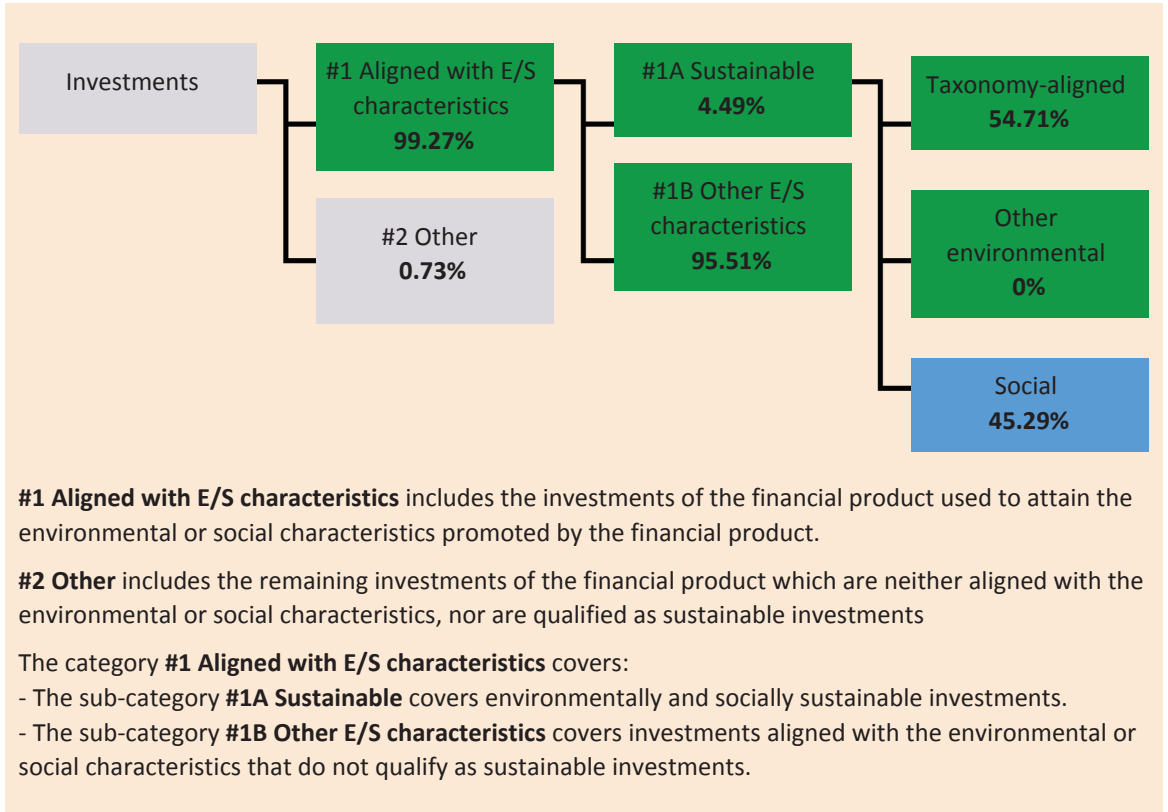 Investments
#1 Aligned with E/S
characteristics
99.27%
#2 Other
0.73%
#1A Sustainable
4.49%
#1B Other E/S
characteristics
95.51%
Taxonomy-aligned
54.71%
Other
environmental
0%
Social
45.29%
#1 Aligned with E/S characteristics includes the investments of the financial product used to attain the
environmental or social characteristics promoted by the financial product.
#2 Other includes the remaining investments of the financial product which are neither aligned with the
environmental or social characteristics, nor are qualified as sustainable investments
The category #1 Aligned with E/S characteristics covers:
- The sub-category #1A Sustainable covers environmentally and socially sustainable investments.
- The sub-category #1B Other E/S characteristics covers investments aligned with the environmental or
social characteristics that do not qualify as sustainable investments.